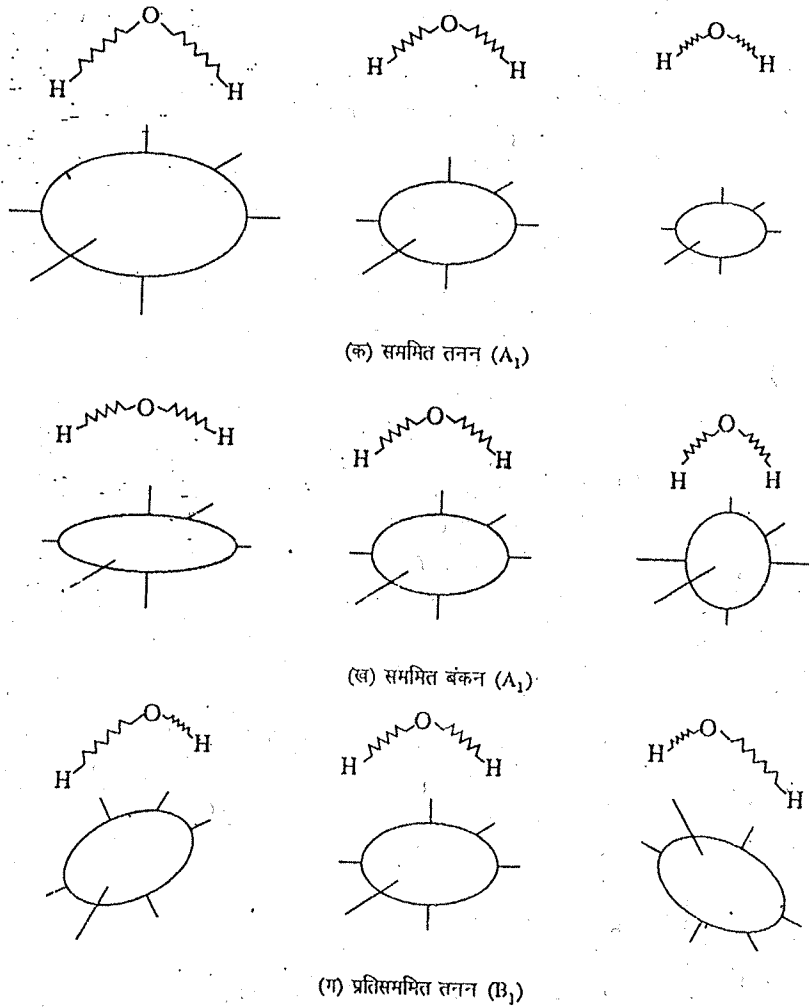 O O O
H H H H H H
(क) सममित तनन (A₁)
O O O
H H H H H H
(ख) सममित बंकन (A₁)
O O O
H H H H H H
(ग) प्रतिसममित तनन (B₁)